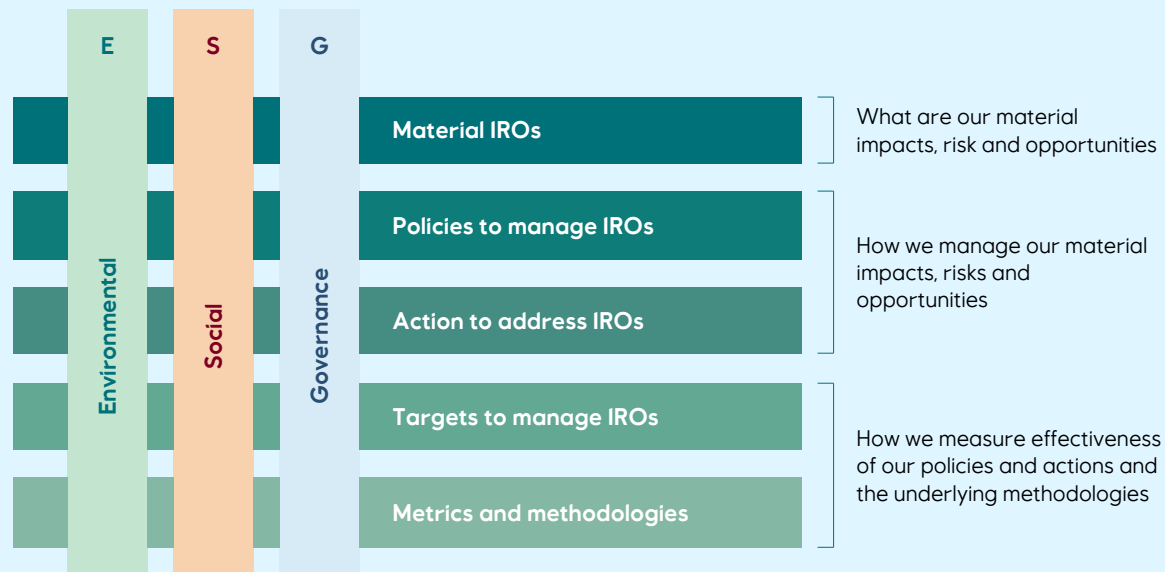 E
S
G
Environmental
Social
Governance
Material IROs
What are our material
impacts, risk and opportunities
Policies to manage IROs
Action to address IROs
How we manage our material
impacts, risks and
opportunities
Targets to manage IROs
Metrics and methodologies
How we measure effectiveness
of our policies and actions and
the underlying methodologies